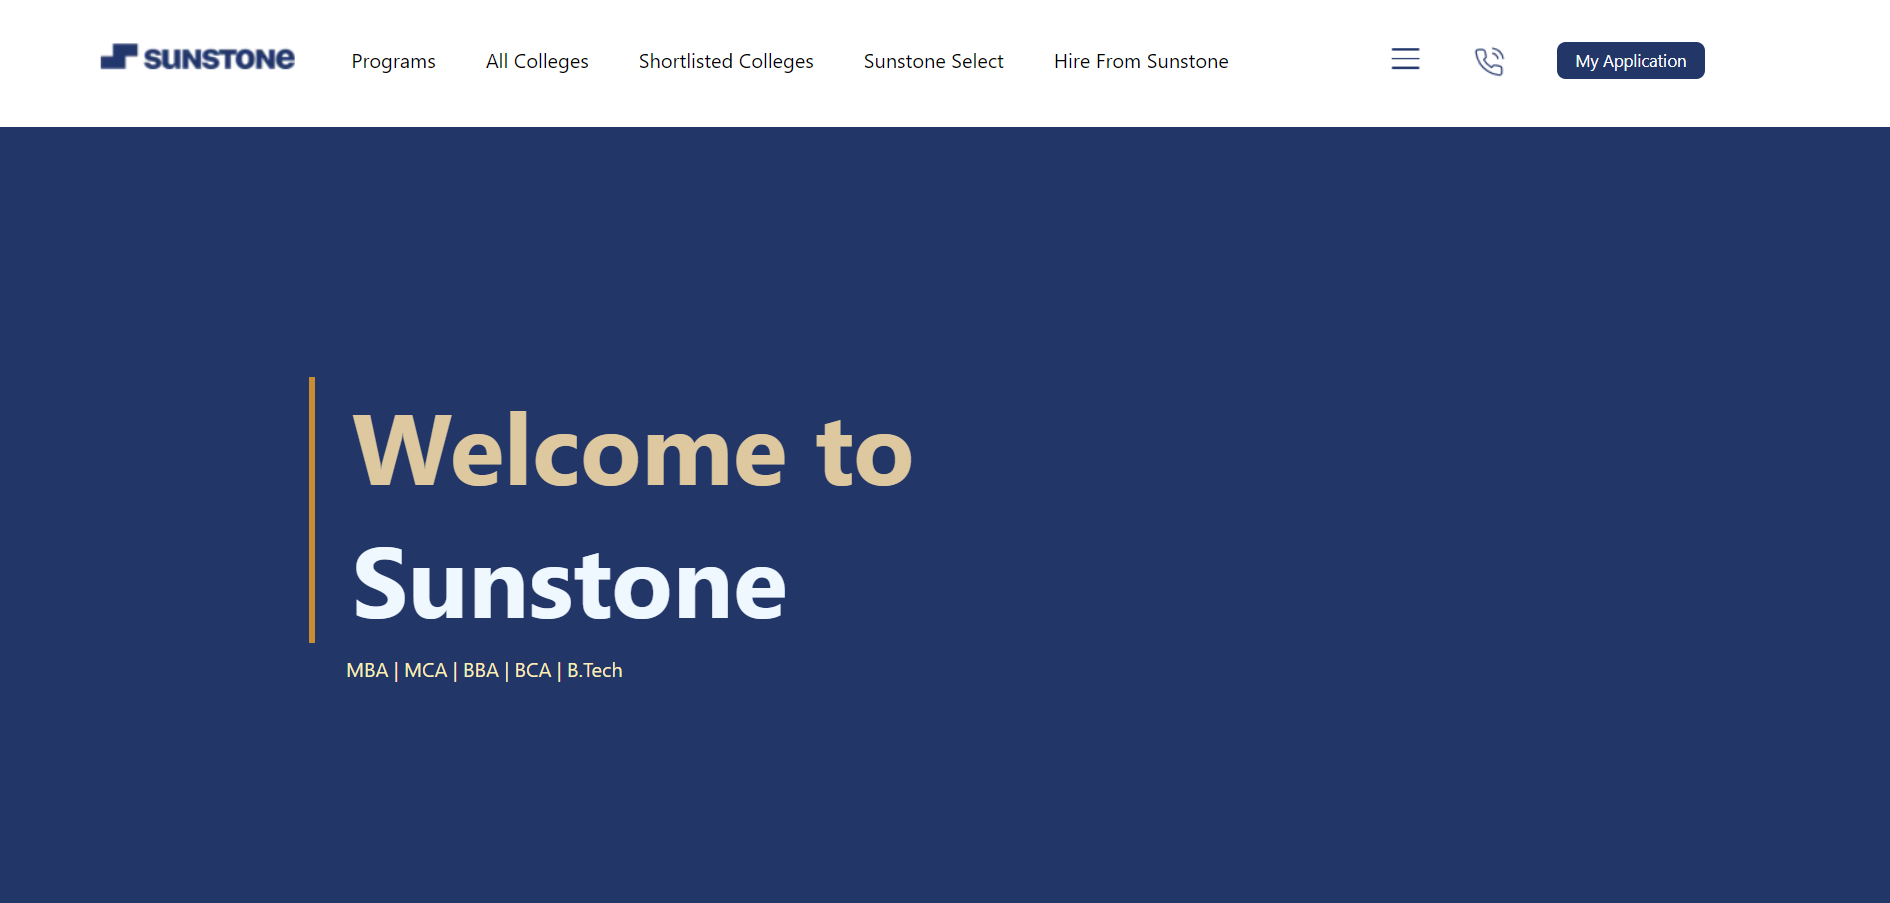 SUNSTONE
Programs
All Colleges
Shortlisted Colleges
Sunstone Select
Hire From Sunstone
My Application
Welcome to
Sunstone
MBA | MCA | BBA | BCA | B.Tech